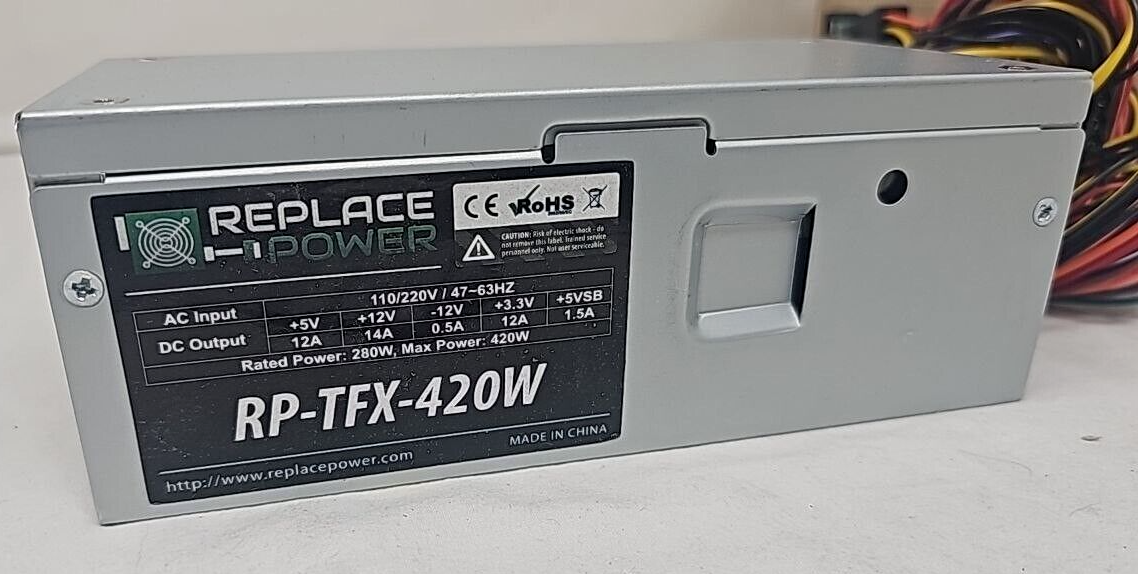 REPLACE
POWER
CE RoHS
CAUTION: Risk of electric shock - do
not remove this label. Trained service
personnel only. Not user serviceable.
AC Input 110/220V / 47~63HZ
DC Output +5V +12V -12V +3.3V +5VSB
12A 14A 0.5A 12A 1.5A
Rated Power: 280W, Max Power: 420W
RP-TFX-420W
MADE IN CHINA
http://www.replacepower.com